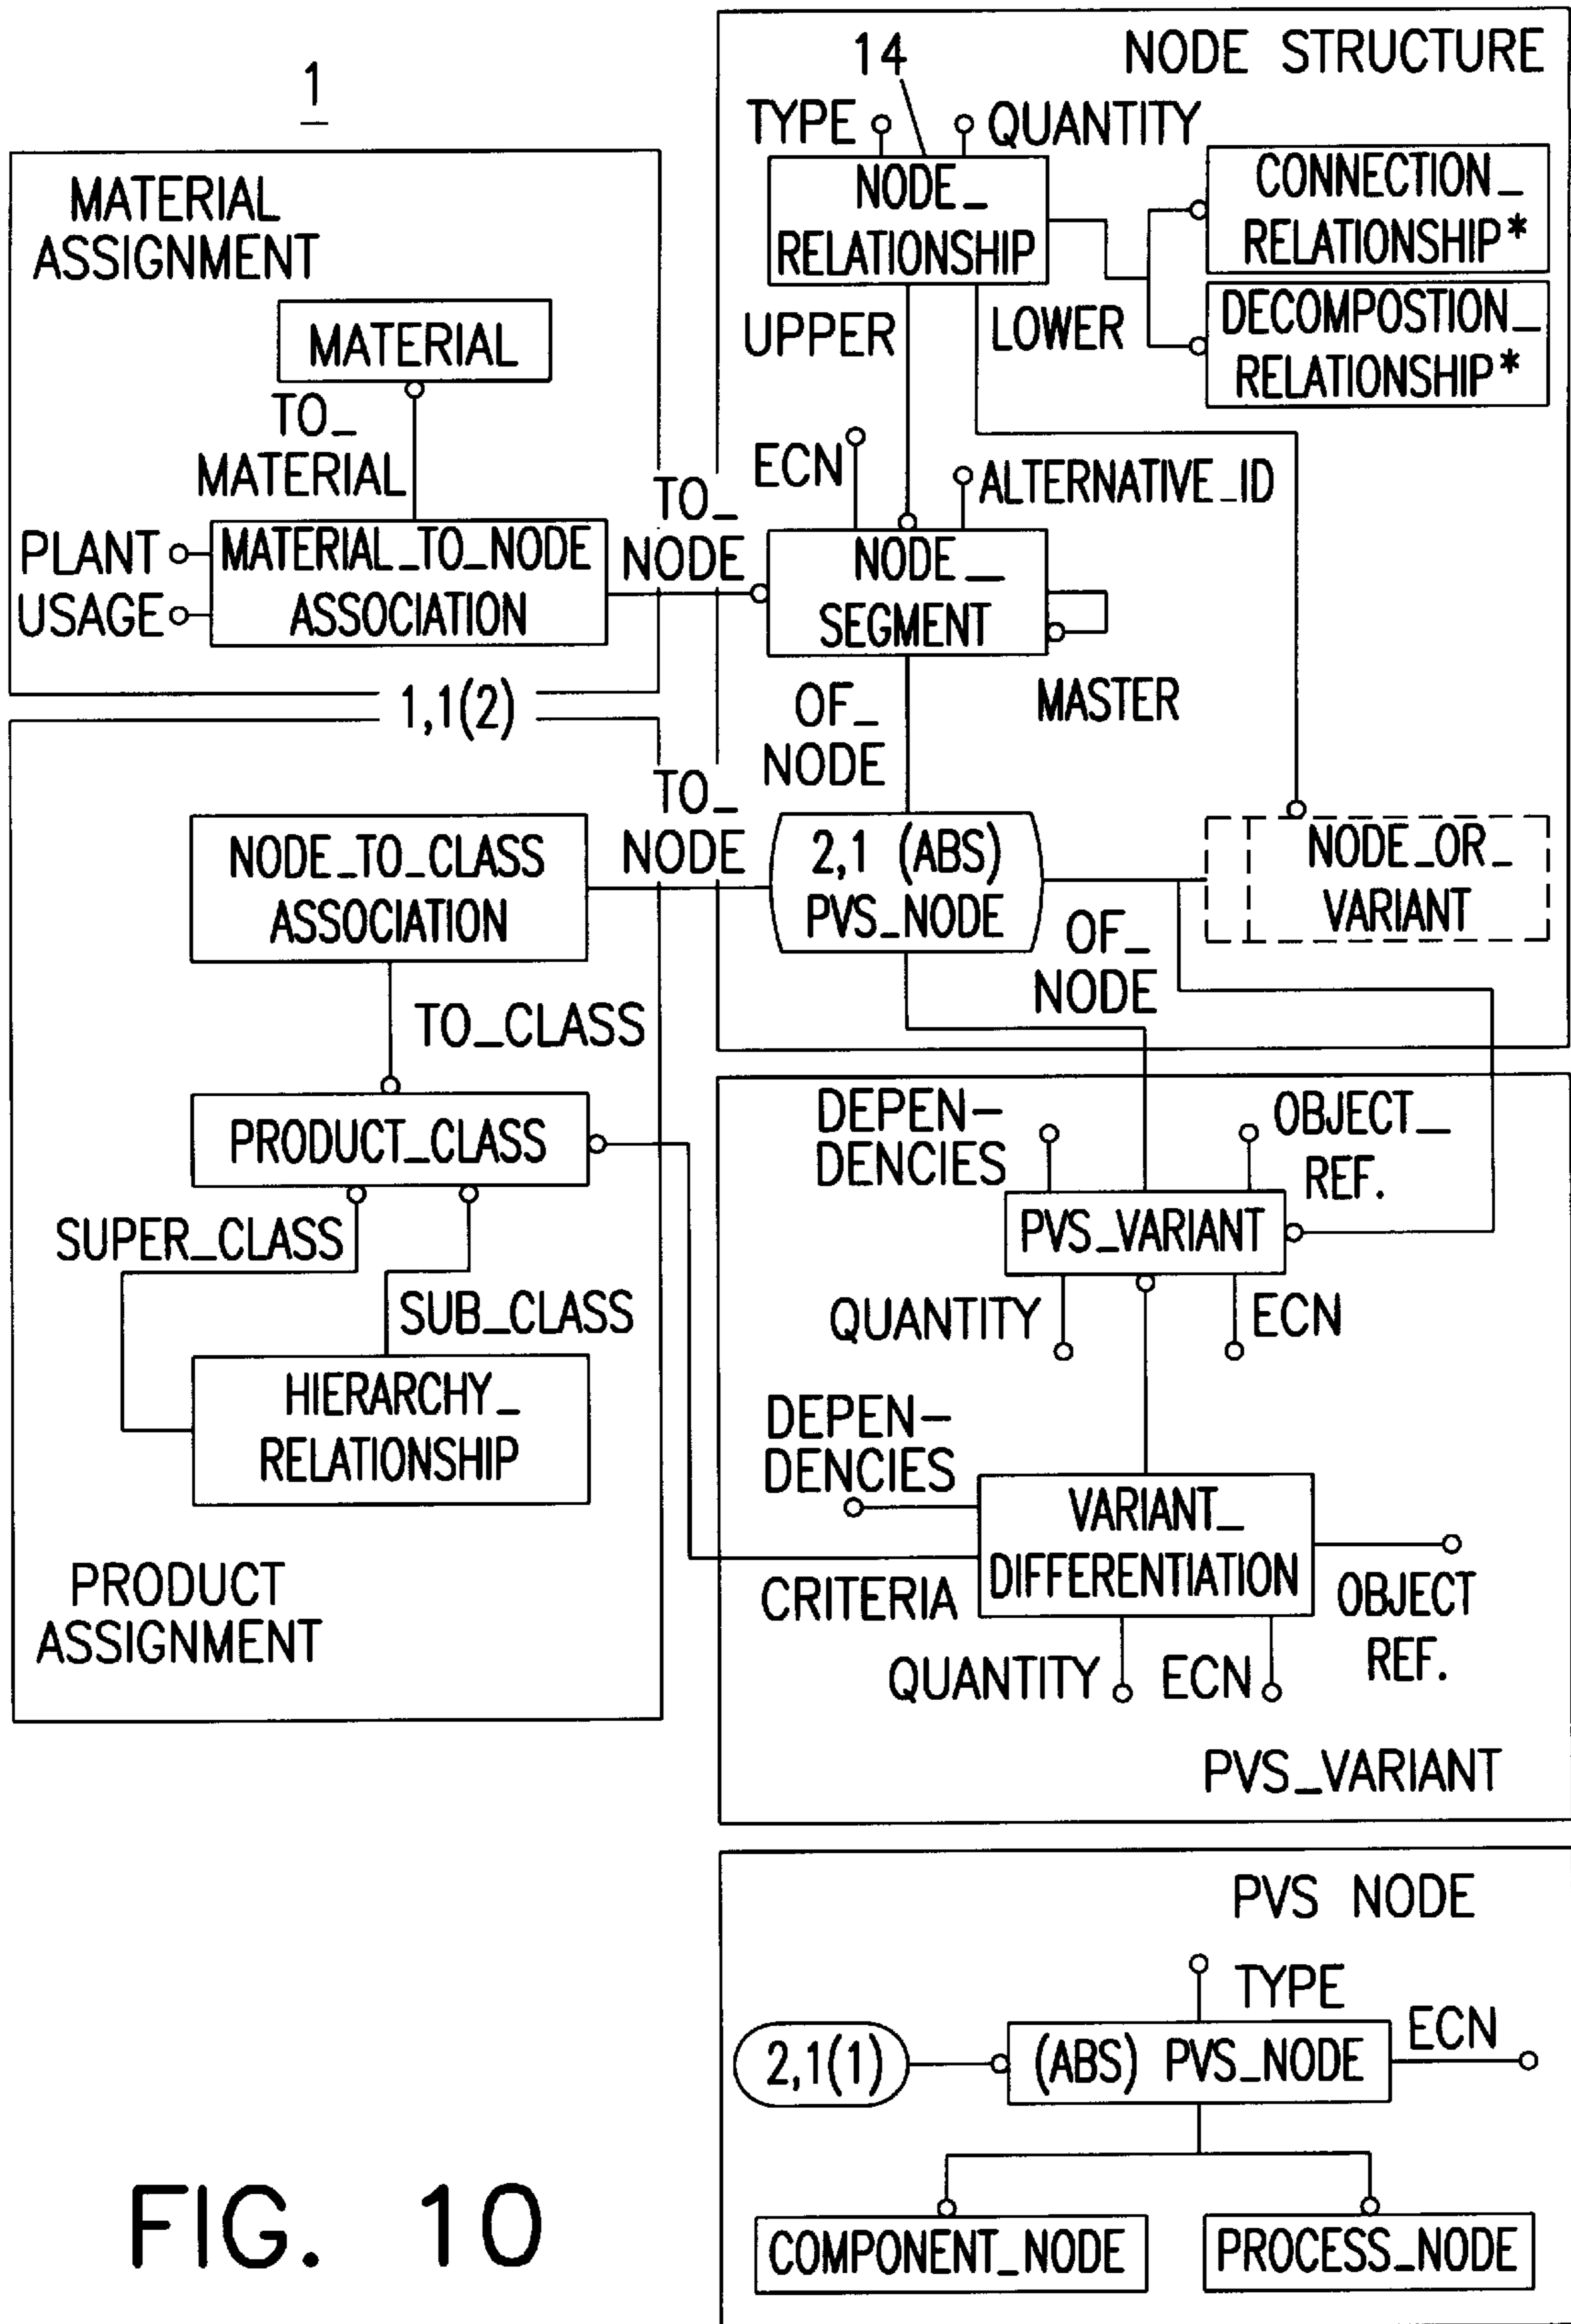 1
MATERIAL
ASSIGNMENT
MATERIAL
TO_
MATERIAL
PLANT
USAGE
MATERIAL_TO_NODE
ASSOCIATION
TO_
NODE
1,1(2)
NODE STRUCTURE
14
TYPE
QUANTITY
NODE_
RELATIONSHIP
CONNECTION_
RELATIONSHIP*
DECOMPOSTION_
RELATIONSHIP*
UPPER
LOWER
ECN
ALTERNATIVE_ID
NODE_
SEGMENT
MASTER
OF_
NODE
TO_
NODE
2,1 (ABS)
PVS_NODE
NODE_OR_
VARIANT
OF_
NODE
NODE_TO_CLASS
ASSOCIATION
TO_CLASS
PRODUCT_CLASS
SUPER_CLASS
SUB_CLASS
HIERARCHY_
RELATIONSHIP
PRODUCT
ASSIGNMENT
DEPEN-
DENCIES
OBJECT_
REF.
PVS_VARIANT
QUANTITY
ECN
DEPEN-
DENCIES
VARIANT_
DIFFERENTIATION
CRITERIA
OBJECT
REF.
QUANTITY
ECN
PVS_VARIANT
PVS NODE
TYPE
ECN
2,1(1)
(ABS) PVS_NODE
COMPONENT_NODE
PROCESS_NODE
FIG. 10